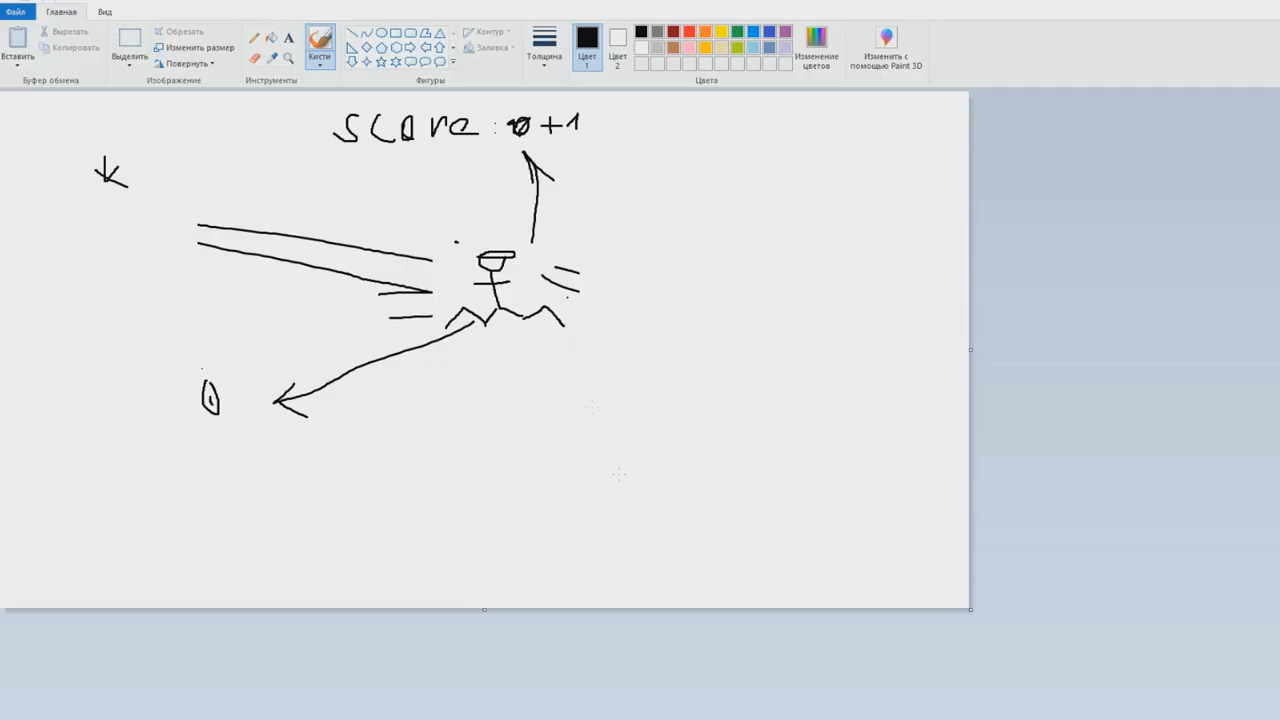 Файл Главная Вид
Вставить
Вырезать
Копировать
Буфер обмена
Выделить
Обрезать
Изменить размер
Повернуть
Изображение
A
Кисти
Инструменты
Контур
Заливка
Фигуры
Толщина
Цвет 1
Цвет 2
Изменение цветов
Цвета
Изменить с помощью Paint 3D
score: 0+1